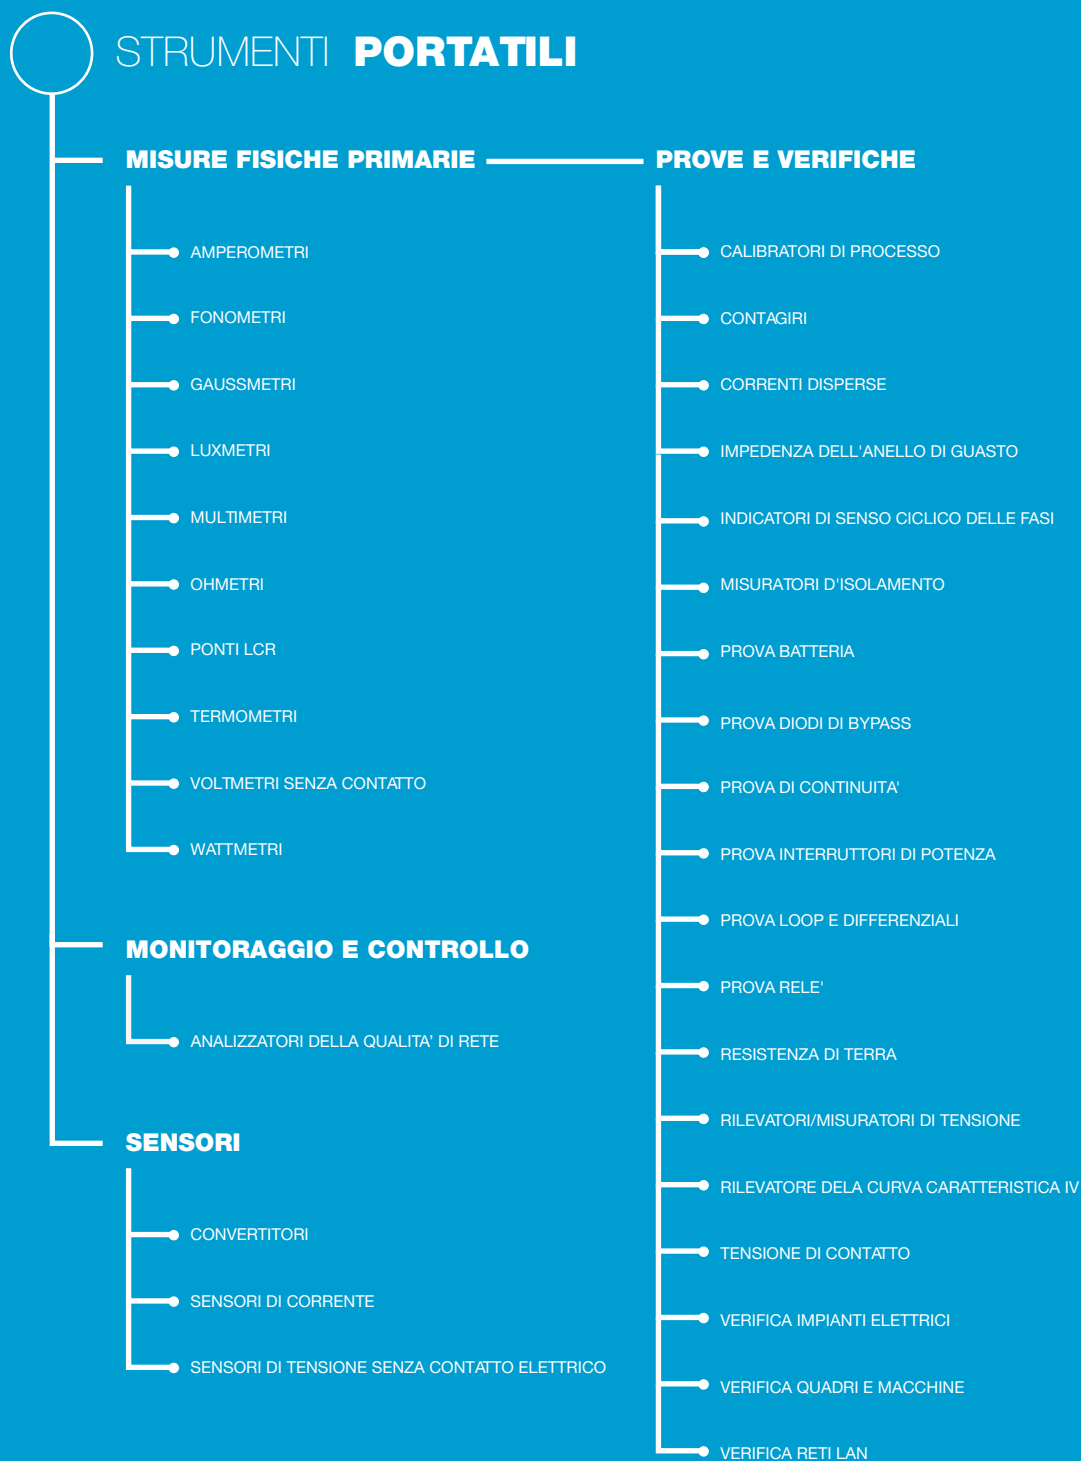 STRUMENTI PORTATILI
MISURE FISICHE PRIMARIE
AMPEROMETRI
FONOMETRI
GAUSSMETRI
LUXMETRI
MULTIMETRI
OHMETRI
PONTI LCR
TERMOMETRI
VOLTMETRI SENZA CONTATTO
WATTMETRI
MONITORAGGIO E CONTROLLO
ANALIZZATORI DELLA QUALITA' DI RETE
SENSORI
CONVERTITORI
SENSORI DI CORRENTE
SENSORI DI TENSIONE SENZA CONTATTO ELETTRICO
PROVE E VERIFICHE
CALIBRATORI DI PROCESSO
CONTAGIRI
CORRENTI DISPERSE
IMPEDENZA DELL'ANELLO DI GUASTO
INDICATORI DI SENSO CICLICO DELLE FASI
MISURATORI D'ISOLAMENTO
PROVA BATTERIA
PROVA DIODI DI BYPASS
PROVA DI CONTINUITA'
PROVA INTERRUTTORI DI POTENZA
PROVA LOOP E DIFFERENZIALI
PROVA RELE'
RESISTENZA DI TERRA
RILEVATORI/MISURATORI DI TENSIONE
RILEVATORE DELA CURVA CARATTERISTICA IV
TENSIONE DI CONTATTO
VERIFICA IMPIANTI ELETTRICI
VERIFICA QUADRI E MACCHINE
VERIFICA RETI LAN